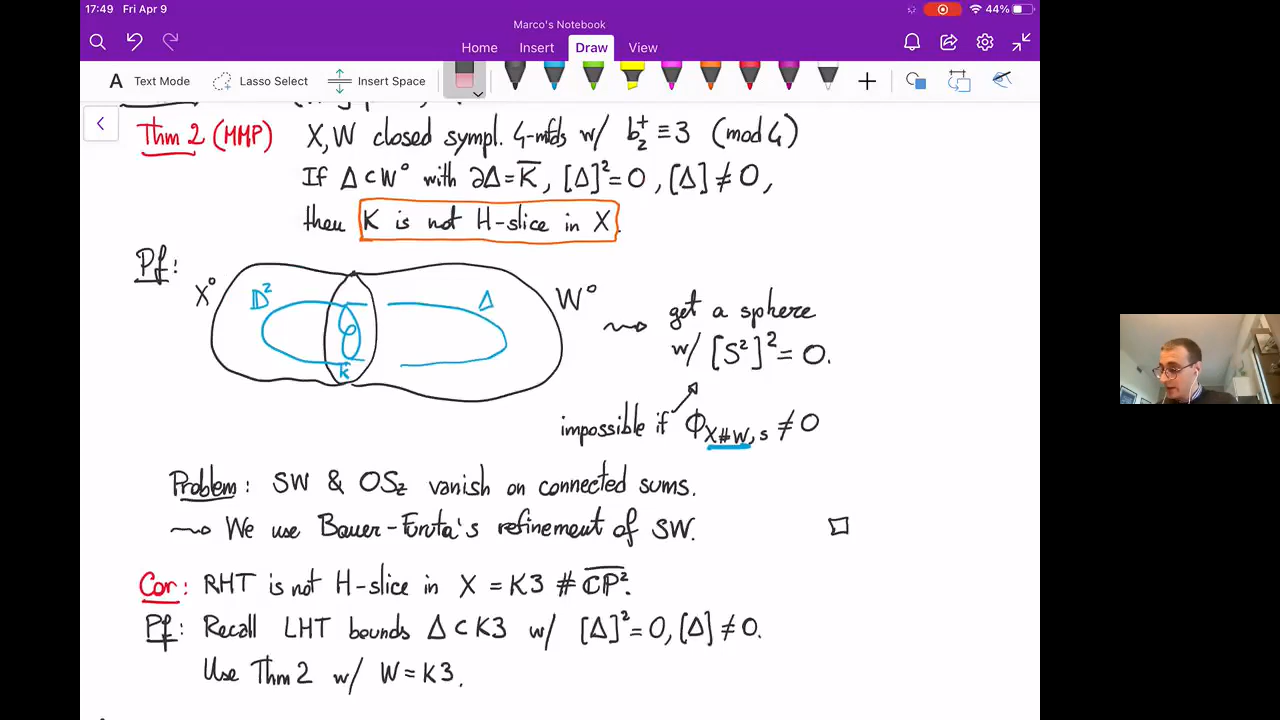 17:49 Fri Apr 9
44%
Marco's Notebook
Home Insert Draw View
A Text Mode Lasso Select Insert Space
Thm 2 (MMP) X, W closed sympl. 4-mfds w/ b₂⁺ ≡ 3 (mod 4)
If Δ ⊂ W° with ∂Δ = K̅, [Δ]² = 0, [Δ] ≠ 0,
then K is not H-slice in X.
Pf:
X° D² K Δ W°
⇝ get a sphere
w/ [S²]² = 0.
impossible if Φ_{X#W, s} ≠ 0
Problem: SW & OSz vanish on connected sums.
⇝ We use Bauer-Furuta's refinement of SW. □
Cor: RHT is not H-slice in X = K3 # \overline{CP²}.
Pf: Recall LHT bounds Δ ⊂ K3 w/ [Δ]² = 0, [Δ] ≠ 0.
Use Thm 2 w/ W = K3.